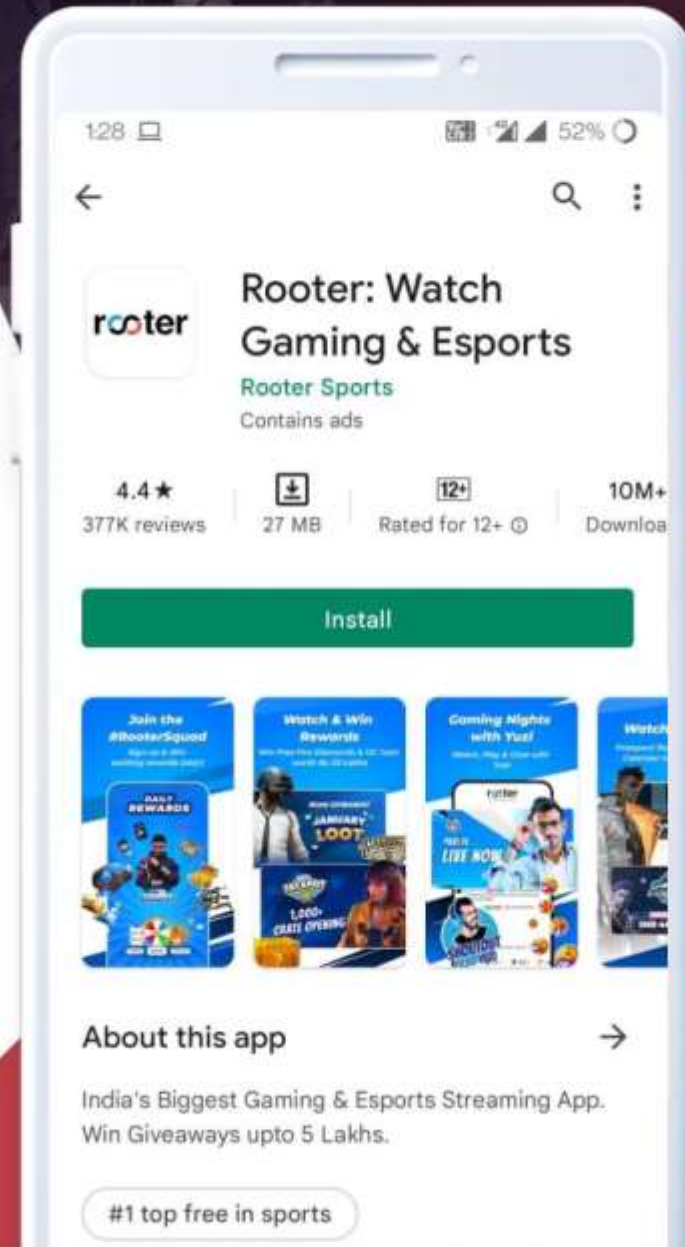 1:28
52%
rooter
Rooter: Watch
Gaming & Esports
Rooter Sports
Contains ads
4.4★
377K reviews
27 MB
12+
Rated for 12+
10M+
Downloa
Install
Join the
#RooterSquad
DAILY
REWARDS
Watch & Win
Rewards
JANUARY
LOOT
1,000+
CRATE OPENING
Gaming Nights
with Yuzi
rooter
LIVE NOW
SHOUTOUT
Watch
About this app
India's Biggest Gaming & Esports Streaming App.
Win Giveaways upto 5 Lakhs.
#1 top free in sports